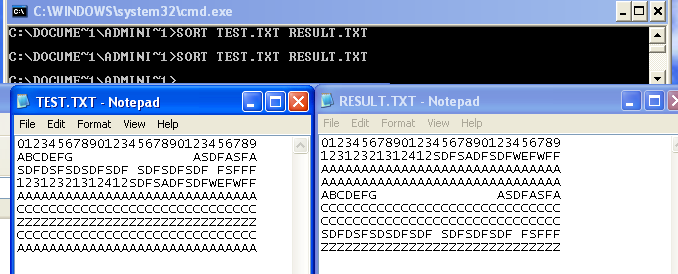 C:\WINDOWS\system32\cmd.exe
C:\DOCUME~1\ADMINI~1>SORT TEST.TXT RESULT.TXT
C:\DOCUME~1\ADMINI~1>SORT TEST.TXT RESULT.TXT
C:\DOCUME~1\ADMINI~1>
TEST.TXT - Notepad
File Edit Format View Help
012345678901234567890123456789
ABCDEFG               ASDFASFA
SDFDSFSDSDFSDF SDFSDFSDF FSFFF
12312321312412SDFSADFSDFWEFWFF
AAAAAAAAAAAAAAAAAAAAAAAAAAAAAA
CCCCCCCCCCCCCCCCCCCCCCCCCCCCCC
ZZZZZZZZZZZZZZZZZZZZZZZZZZZZZZ
CCCCCCCCCCCCCCCCCCCCCCCCCCCCCC
AAAAAAAAAAAAAAAAAAAAAAAAAAAAAA
RESULT.TXT - Notepad
File Edit Format View Help
012345678901234567890123456789
12312321312412SDFSADFSDFWEFWFF
AAAAAAAAAAAAAAAAAAAAAAAAAAAAAA
AAAAAAAAAAAAAAAAAAAAAAAAAAAAAA
ABCDEFG               ASDFASFA
CCCCCCCCCCCCCCCCCCCCCCCCCCCCCC
CCCCCCCCCCCCCCCCCCCCCCCCCCCCCC
SDFDSFSDSDFSDF SDFSDFSDF FSFFF
ZZZZZZZZZZZZZZZZZZZZZZZZZZZZZZ